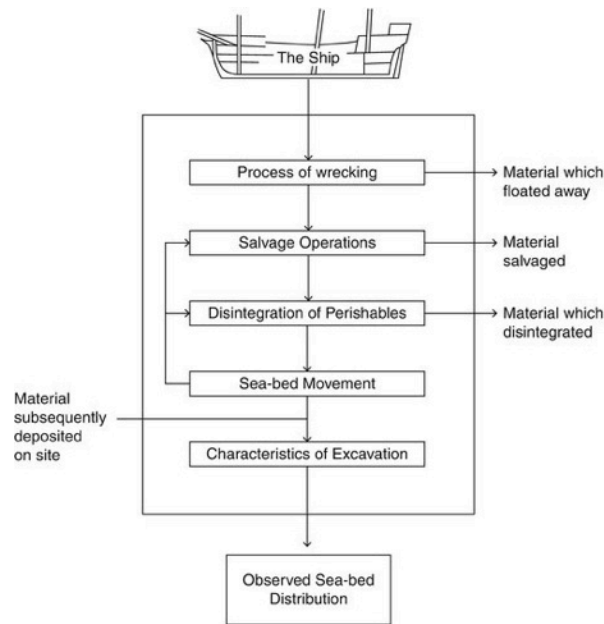 The Ship
Process of wrecking
Material which
floated away
Salvage Operations
Material
salvaged
Disintegration of Perishables
Material which
disintegrated
Sea-bed Movement
Material
subsequently
deposited
on site
Characteristics of Excavation
Observed Sea-bed
Distribution